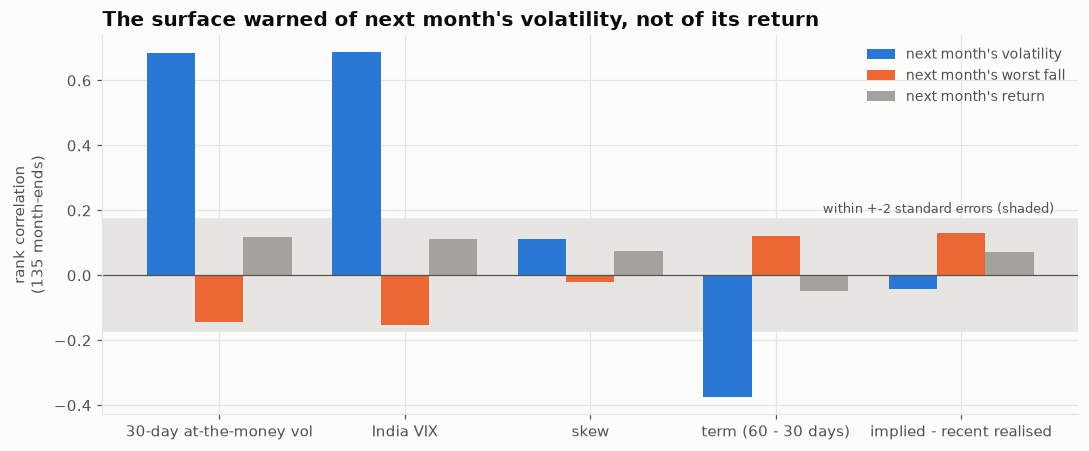 The surface warned of next month's volatility, not of its return
next month's volatility
next month's worst fall
next month's return
within +-2 standard errors (shaded)
rank correlation
(135 month-ends)
0.6
0.4
0.2
0.0
−0.2
−0.4
30-day at-the-money vol
India VIX
skew
term (60 - 30 days)
implied - recent realised